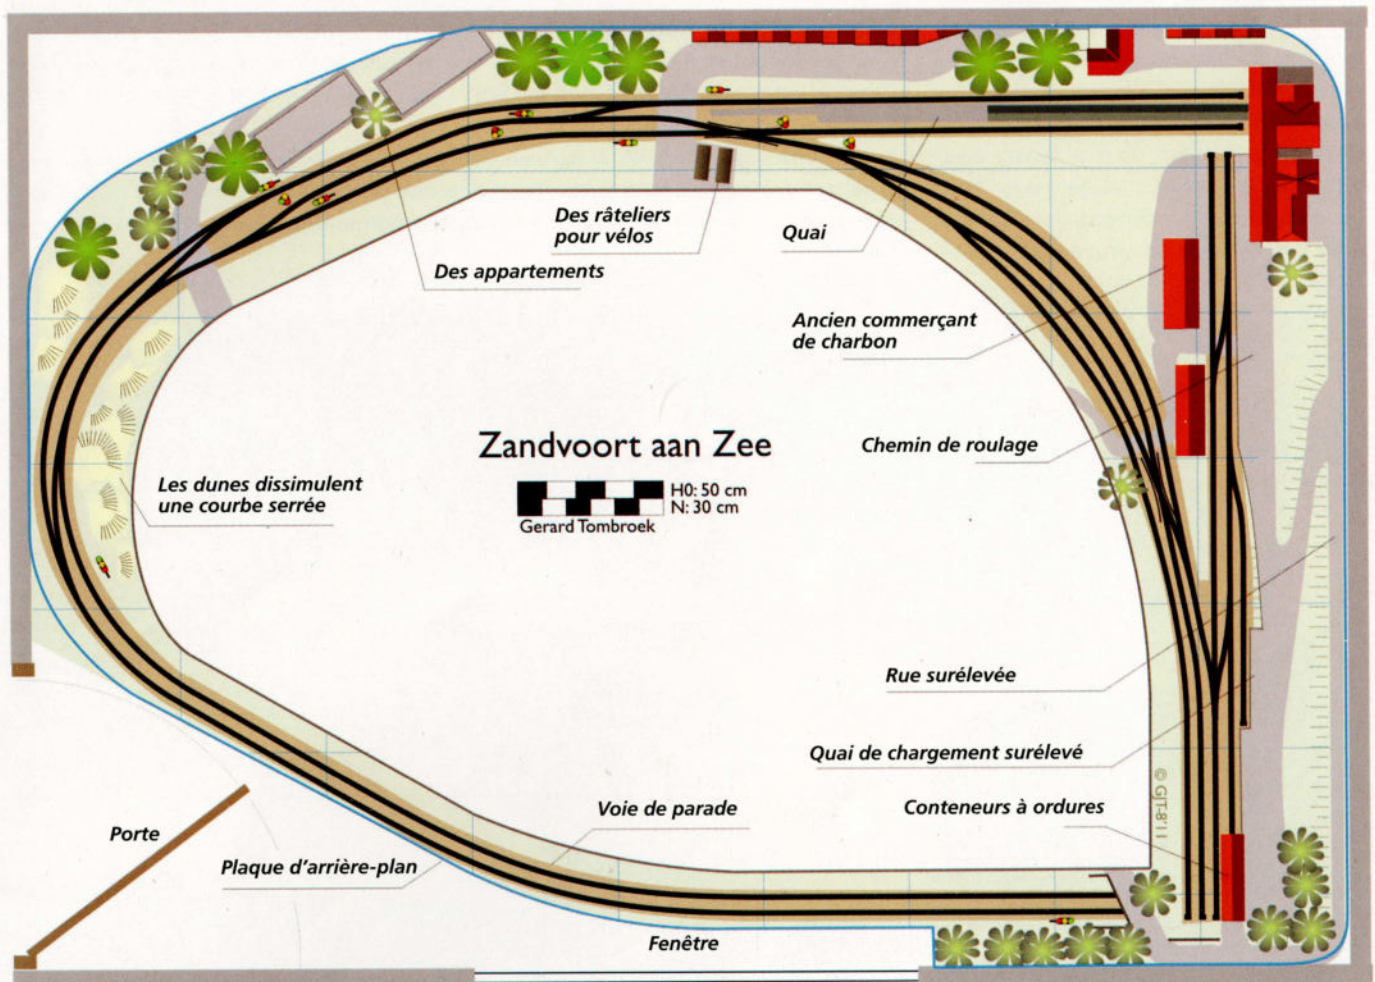 Des râteliers
pour vélos
Quai
Des appartements
Ancien commerçant
de charbon
Zandvoort aan Zee
Chemin de roulage
Les dunes dissimulent
une courbe serrée
H0: 50 cm
N: 30 cm
Gerard Tombroek
Rue surélevée
Quai de chargement surélevé
© GJT-8'11
Voie de parade
Conteneurs à ordures
Porte
Plaque d'arrière-plan
Fenêtre